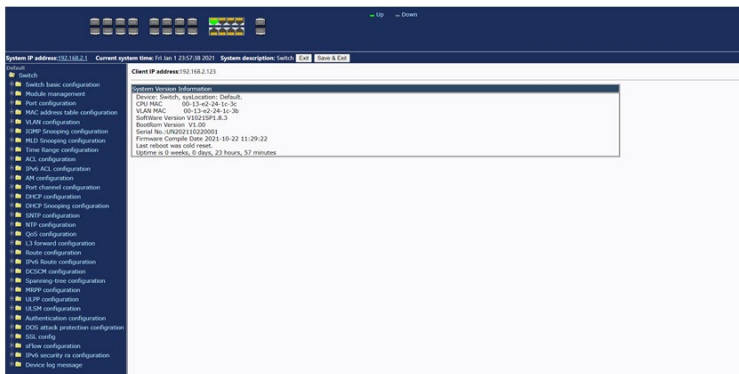 Up Down
System IP address:192.168.2.1 Current system time: Fri Jan 1 23:57:38 2021 System description: Switch Exit Save & Exit
Default
Switch
Switch basic configuration
Module management
Port configuration
MAC address table configuration
VLAN configuration
IGMP Snooping configuration
MLD Snooping configuration
Time Range configuration
ACL configuration
IPv6 ACL configuration
AM configuration
Port channel configuration
DHCP configuration
DHCP Snooping configuration
SNTP configuration
NTP configuration
QoS configuration
L3 forward configuration
Route configuration
IPv6 Route configuration
DCSCM configuration
Spanning-tree configuration
MRPP configuration
ULPP configuration
ULSM configuration
Authentication configuration
DOS attack protection configration
SSL config
sFlow configuration
IPv6 security ra configuration
Device log message
Client IP address:192.168.2.123
System Version Information
Device: Switch, sysLocation: Default.
CPU MAC 00-13-e2-24-1c-3c
VLAN MAC 00-13-e2-24-1c-3b
SoftWare Version V1021SP1.8.3
BootRom Version V1.00
Serial No.:UN202110220001
Firmware Compile Date 2021-10-22 11:29:22
Last reboot was cold reset.
Uptime is 0 weeks, 0 days, 23 hours, 57 minutes